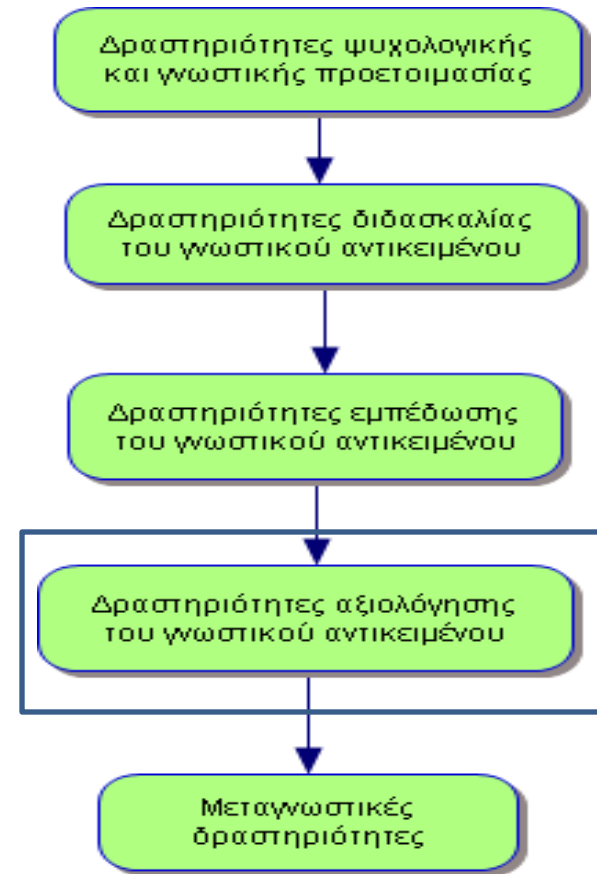 Δραστηριότητες ψυχολογικής
και γνωστικής προετοιμασίας
Δραστηριότητες διδασκαλίας
του γνωστικού αντικειμένου
Δραστηριότητες εμπέδωσης
του γνωστικού αντικειμένου
Δραστηριότητες αξιολόγησης
του γνωστικού αντικειμένου
Μεταγνωστικές
δραστηριότητες